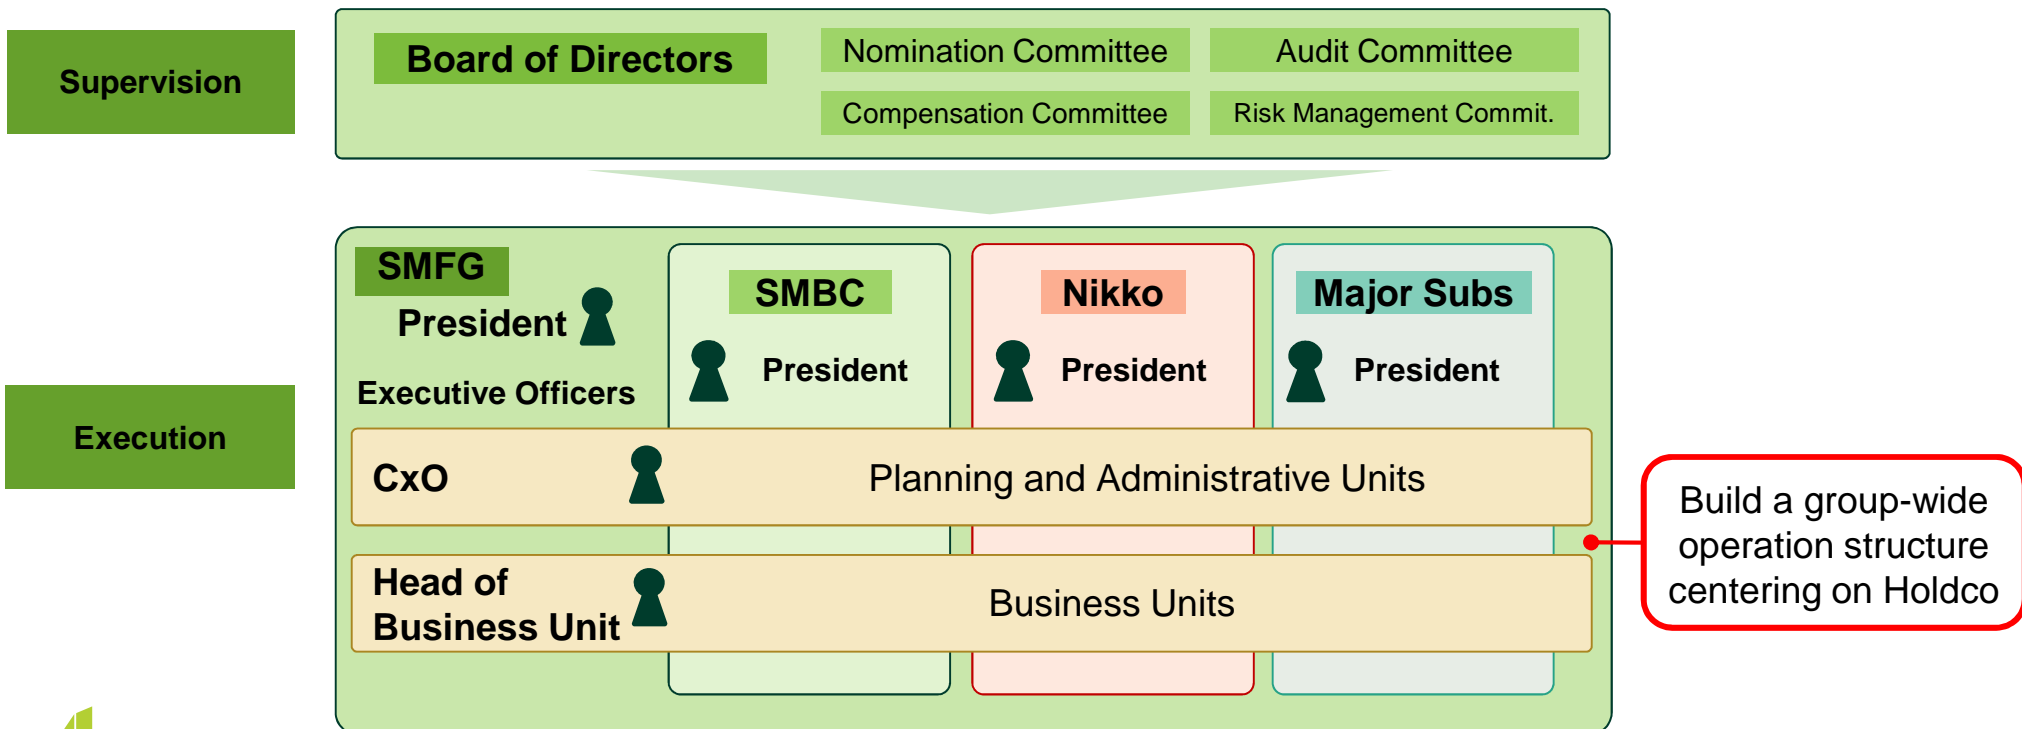 Supervision
Board of Directors
Nomination Committee
Audit Committee
Compensation Committee
Risk Management Commit.
Execution
SMFG
President
Executive Officers
SMBC
President
Nikko
President
Major Subs
President
CxO
Planning and Administrative Units
Head of
Business Unit
Business Units
Build a group-wide
operation structure
centering on Holdco